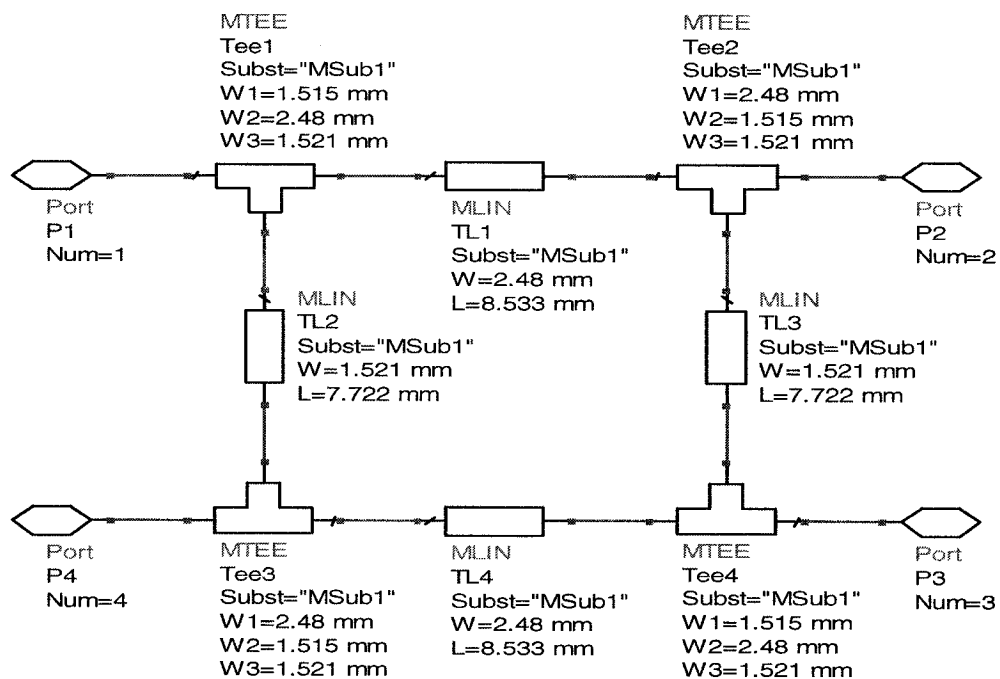 MTEE
Tee1
Subst="MSub1"
W1=1.515 mm
W2=2.48 mm
W3=1.521 mm
MTEE
Tee2
Subst="MSub1"
W1=2.48 mm
W2=1.515 mm
W3=1.521 mm
Port
P1
Num=1
MLIN
TL1
Subst="MSub1"
W=2.48 mm
L=8.533 mm
Port
P2
Num=2
MLIN
TL2
Subst="MSub1"
W=1.521 mm
L=7.722 mm
MLIN
TL3
Subst="MSub1"
W=1.521 mm
L=7.722 mm
Port
P4
Num=4
MTEE
Tee3
Subst="MSub1"
W1=2.48 mm
W2=1.515 mm
W3=1.521 mm
MLIN
TL4
Subst="MSub1"
W=2.48 mm
L=8.533 mm
MTEE
Tee4
Subst="MSub1"
W1=1.515 mm
W2=2.48 mm
W3=1.521 mm
Port
P3
Num=3